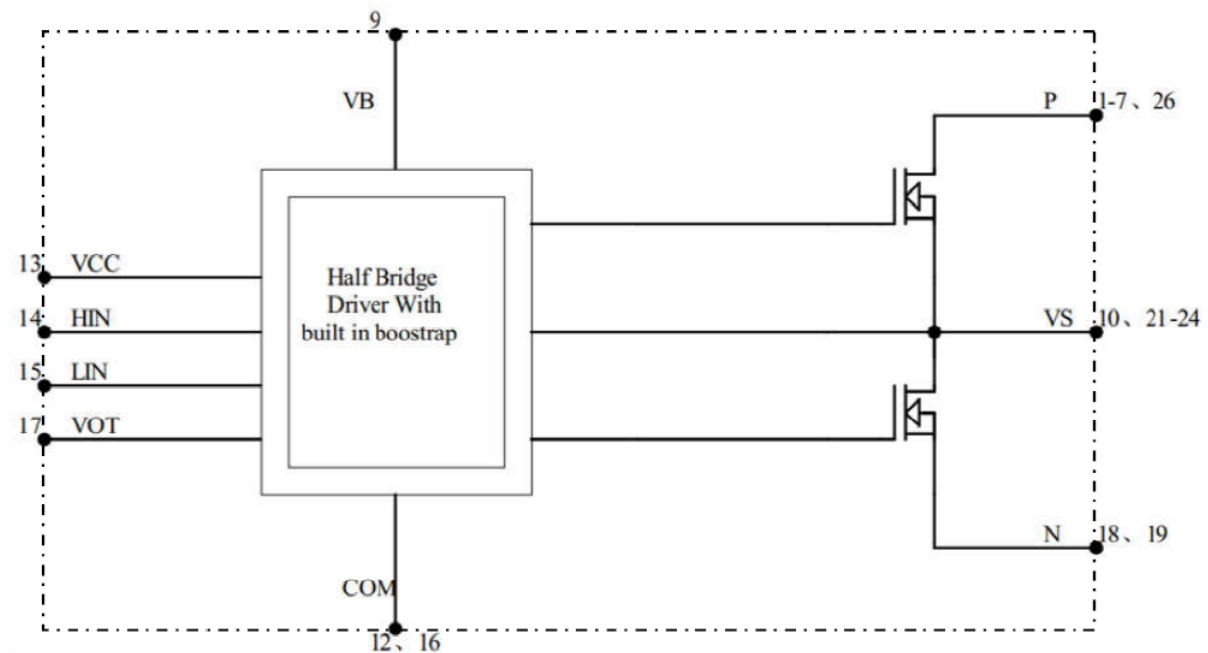 9
VB
P 1-7、26
13 VCC
Half Bridge
Driver With
built in boostrap
14 HIN
VS 10、21-24
15 LIN
17 VOT
N 18、19
COM
12、16